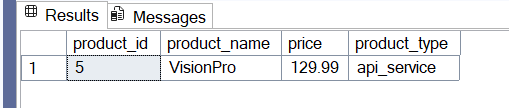 Results Messages
product_id product_name price product_type
1 5 VisionPro 129.99 api_service